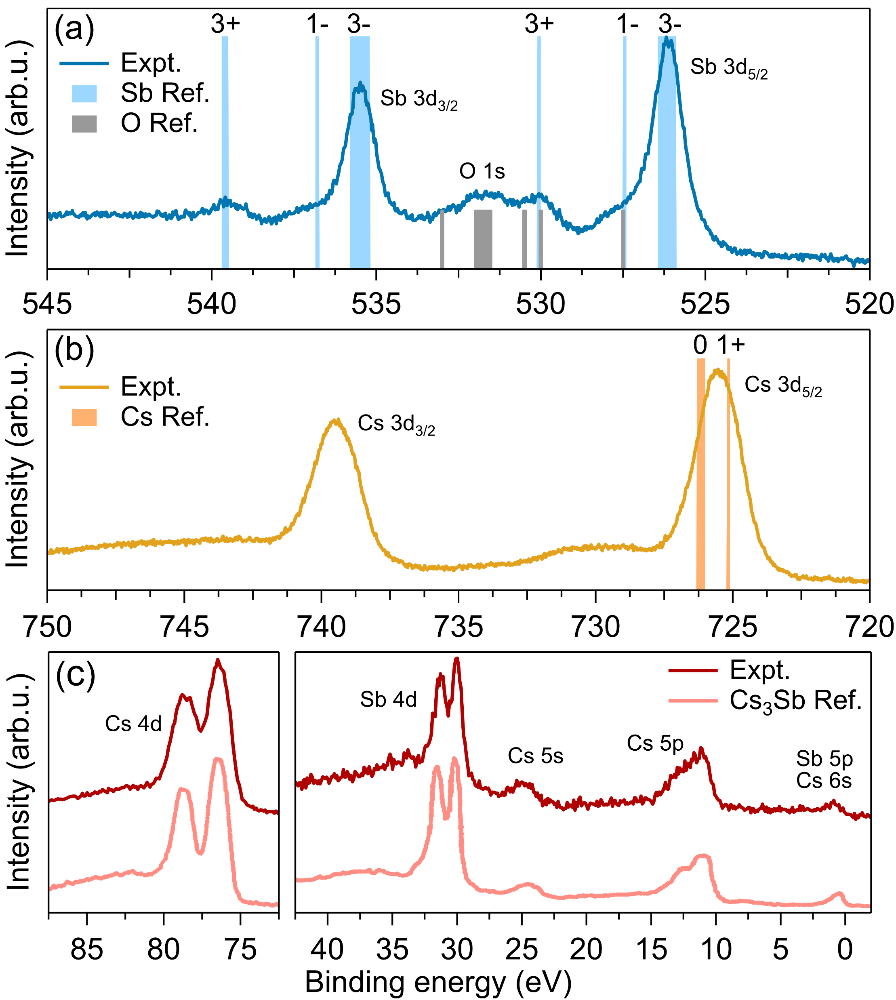 (a)
3+ 1- 3- 3+ 1- 3-
Expt.
Sb Ref.
O Ref.
Sb 3d3/2
O 1s
Sb 3d5/2
Intensity (arb.u.)
545 540 535 530 525 520
(b)
0 1+
Expt.
Cs Ref.
Cs 3d3/2
Cs 3d5/2
Intensity (arb.u.)
750 745 740 735 730 725 720
(c)
Expt.
Cs3Sb Ref.
Cs 4d
Sb 4d
Cs 5s
Cs 5p
Sb 5p
Cs 6s
Intensity (arb.u.)
85 80 75 40 35 30 25 20 15 10 5 0
Binding energy (eV)